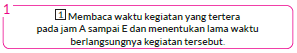 1
1 Membaca waktu kegiatan yang tertera
pada jam A sampai E dan menentukan lama waktu
berlangsungnya kegiatan tersebut.